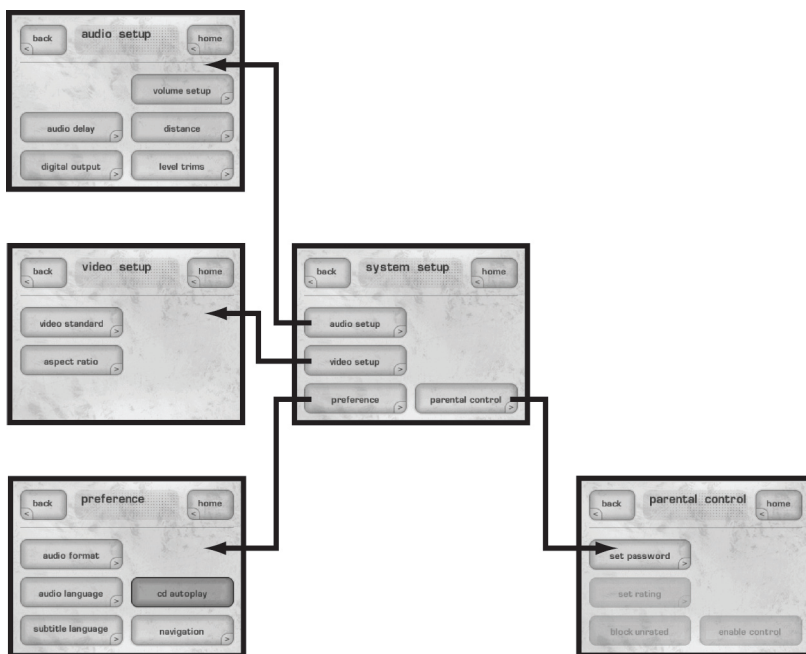 back audio setup home
<
volume setup
>
audio delay distance
> >
digital output level trims
> >
back video setup home
<
video standard
>
aspect ratio
>
back system setup home
< <
audio setup
>
video setup
>
preference parental control
> >
back preference home
< <
audio format
>
audio language cd autoplay
>
subtitle language navigation
> >
back parental control home
< <
set password
>
set rating
>
block unrated enable control